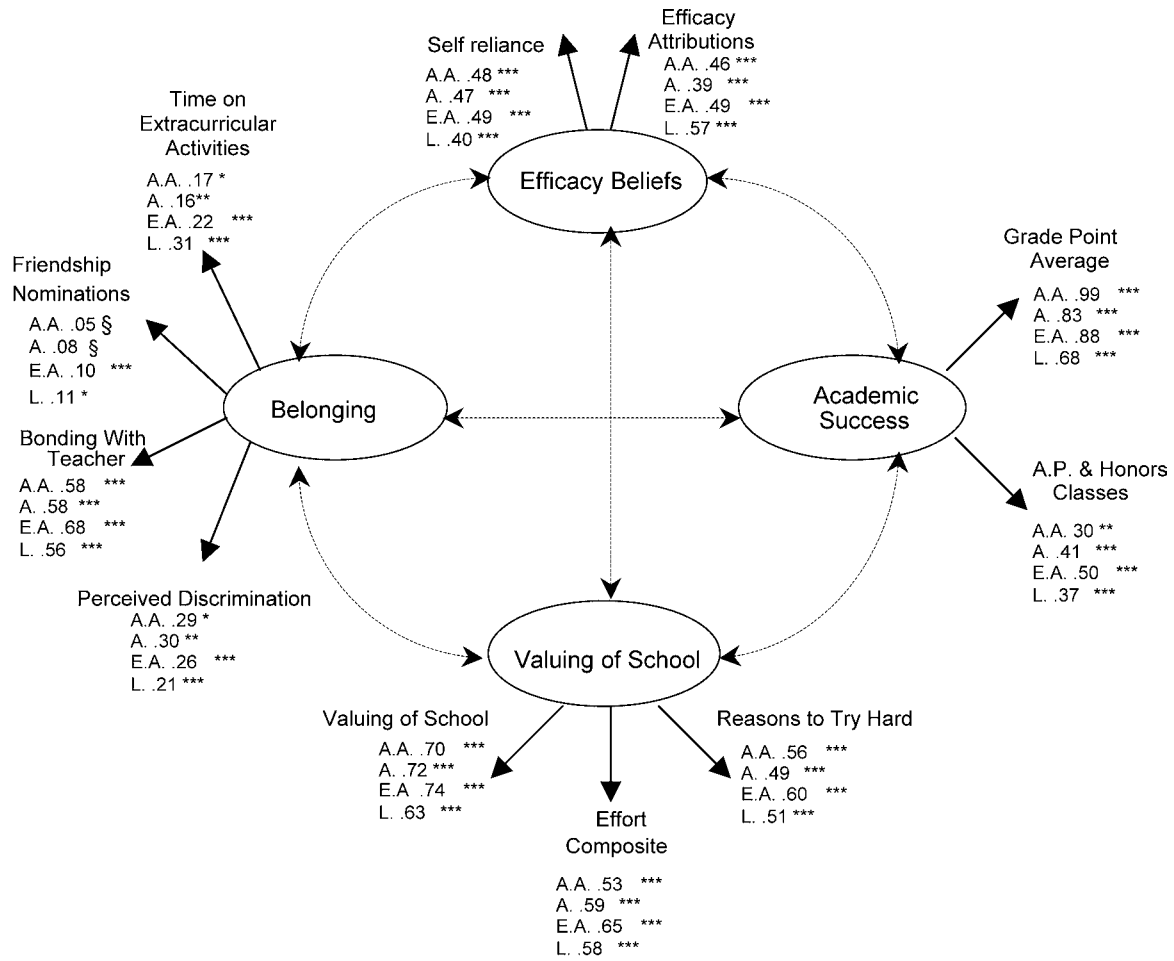 Self reliance
A.A. .48 ***
A. .47 ***
E.A. .49 ***
L. .40 ***
Efficacy
Attributions
A.A. .46 ***
A. .39 ***
E.A. .49 ***
L. .57 ***
Time on
Extracurricular
Activities
A.A. .17 *
A. .16**
E.A. .22 ***
L. .31 ***
Efficacy Beliefs
Friendship
Nominations
A.A. .05 §
A. .08 §
E.A. .10 ***
L. .11 *
Grade Point
Average
A.A. .99 ***
A. .83 ***
E.A. .88 ***
L. .68 ***
Belonging
Academic
Success
Bonding With
Teacher
A.A. .58 ***
A. .58 ***
E.A. .68 ***
L. .56 ***
A.P. & Honors
Classes
A.A. 30 **
A. .41 ***
E.A. .50 ***
L. .37 ***
Perceived Discrimination
A.A. .29 *
A. .30 **
E.A. .26 ***
L. .21 ***
Valuing of School
Valuing of School
A.A. .70 ***
A. .72 ***
E.A .74 ***
L. .63 ***
Reasons to Try Hard
A.A. .56 ***
A. .49 ***
E.A. .60 ***
L. .51 ***
Effort
Composite
A.A. .53 ***
A. .59 ***
E.A. .65 ***
L. .58 ***